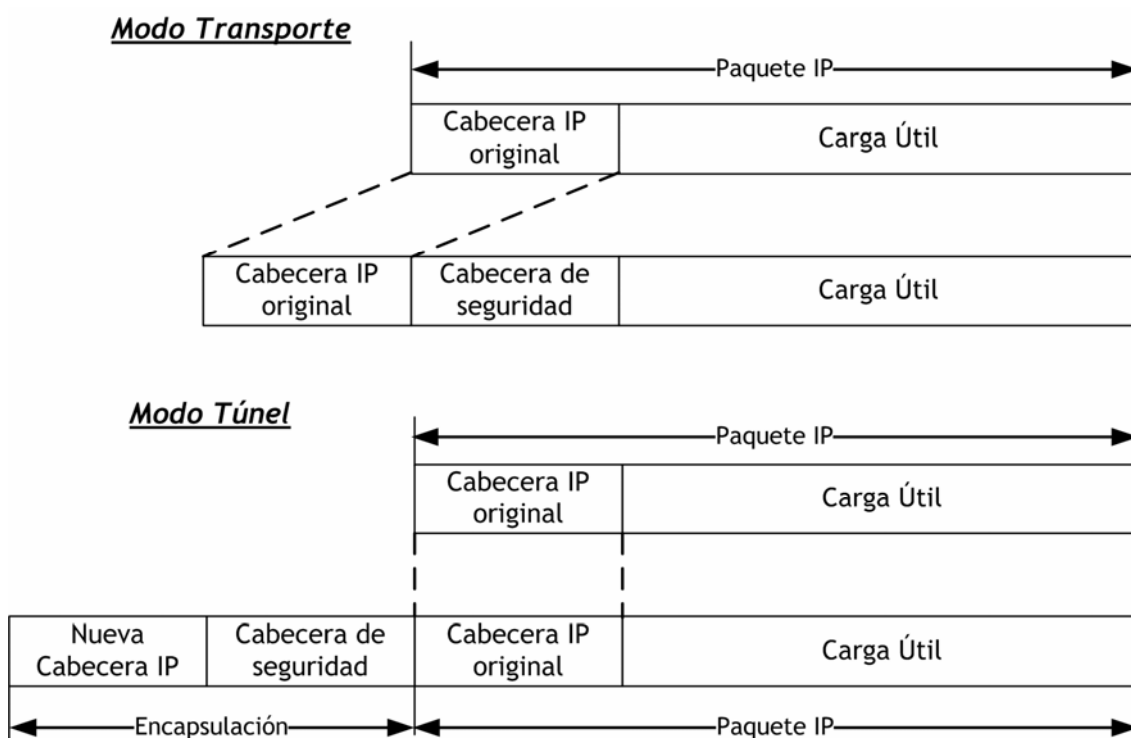 Modo Transporte
Paquete IP
Cabecera IP
original
Carga Útil
Cabecera IP
original
Cabecera de
seguridad
Carga Útil
Modo Túnel
Paquete IP
Cabecera IP
original
Carga Útil
Nueva
Cabecera IP
Cabecera de
seguridad
Cabecera IP
original
Carga Útil
Encapsulación
Paquete IP